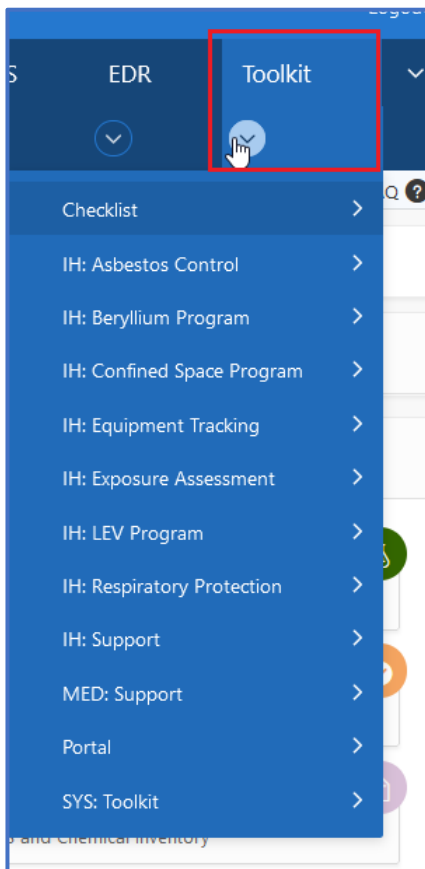 Logout
S
EDR
Toolkit
Q ?
Checklist
IH: Asbestos Control
IH: Beryllium Program
IH: Confined Space Program
IH: Equipment Tracking
IH: Exposure Assessment
IH: LEV Program
IH: Respiratory Protection
IH: Support
MED: Support
Portal
SYS: Toolkit
and Chemical Inventory